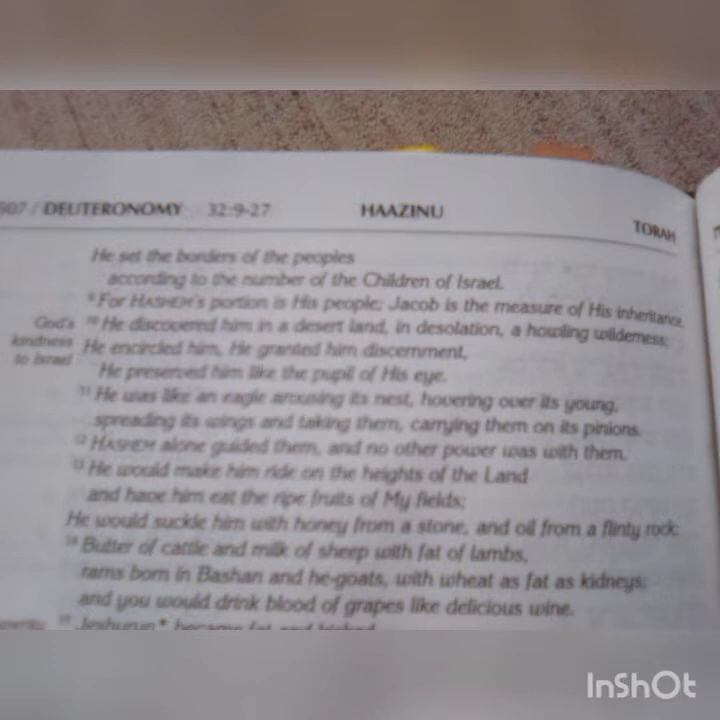 507 / DEUTERONOMY 32:9-27 HAAZINU TORAH
He set the borders of the peoples
according to the number of the Children of Israel.
⁹ For HASHEM's portion is His people; Jacob is the measure of His inheritance.
God's kindness to Israel
¹⁰ He discovered him in a desert land, in desolation, a howling wilderness;
He encircled him, He granted him discernment,
He preserved him like the pupil of His eye.
¹¹ He was like an eagle arousing its nest, hovering over its young,
spreading its wings and taking them, carrying them on its pinions.
¹² HASHEM alone guided them, and no other power was with them.
¹³ He would make him ride on the heights of the Land
and have him eat the ripe fruits of My fields;
He would suckle him with honey from a stone, and oil from a flinty rock;
¹⁴ Butter of cattle and milk of sheep with fat of lambs,
rams born in Bashan and he-goats, with wheat as fat as kidneys;
and you would drink blood of grapes like delicious wine.
¹⁵ Jeshurun* became fat and kicked.
InShOt